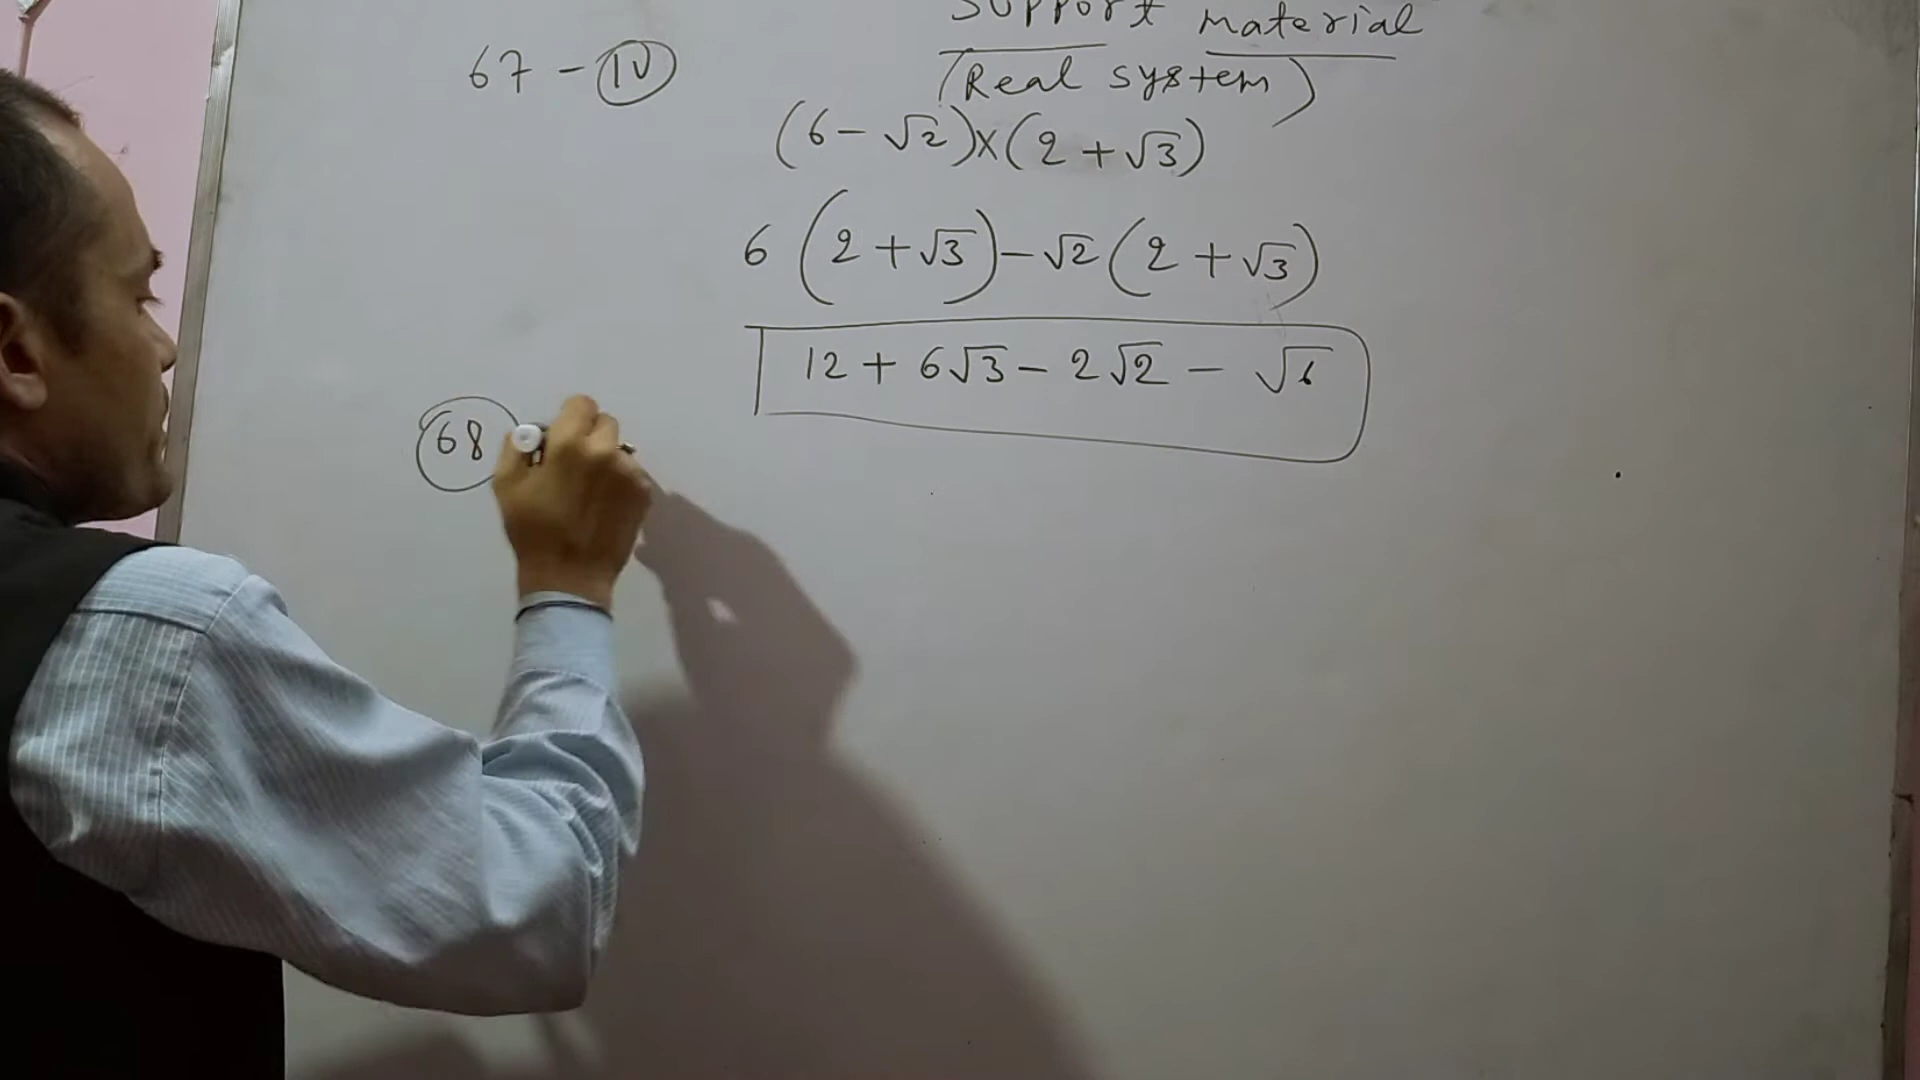 Support material
67 - (IV)
(Real system)
(6 - √2)×(2 + √3)
6 (2 + √3) - √2 (2 + √3)
12 + 6√3 - 2√2 - √6
68